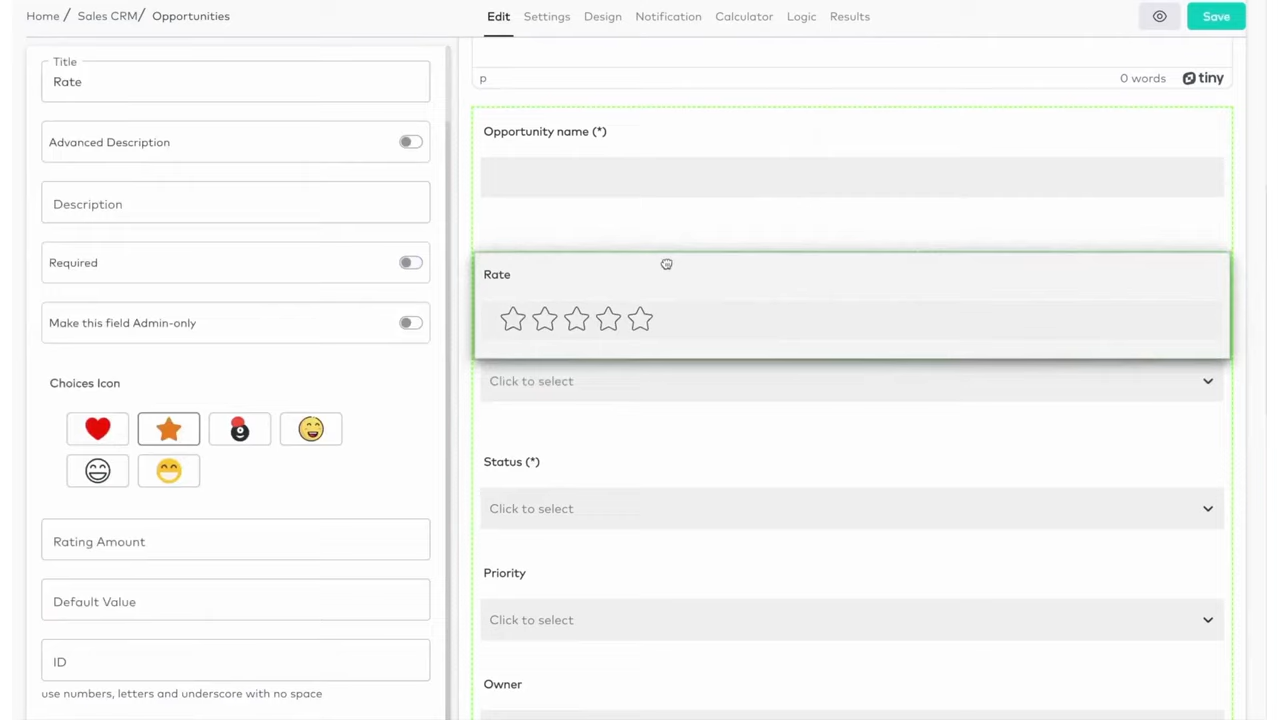 Home / Sales CRM/ Opportunities
Edit Settings Design Notification Calculator Logic Results
Save
Title
Rate
Advanced Description
Description
Required
Make this field Admin-only
Choices Icon
Rating Amount
Default Value
ID
use numbers, letters and underscore with no space
p 0 words tiny
Opportunity name (*)
Rate
Click to select
Status (*)
Click to select
Priority
Click to select
Owner